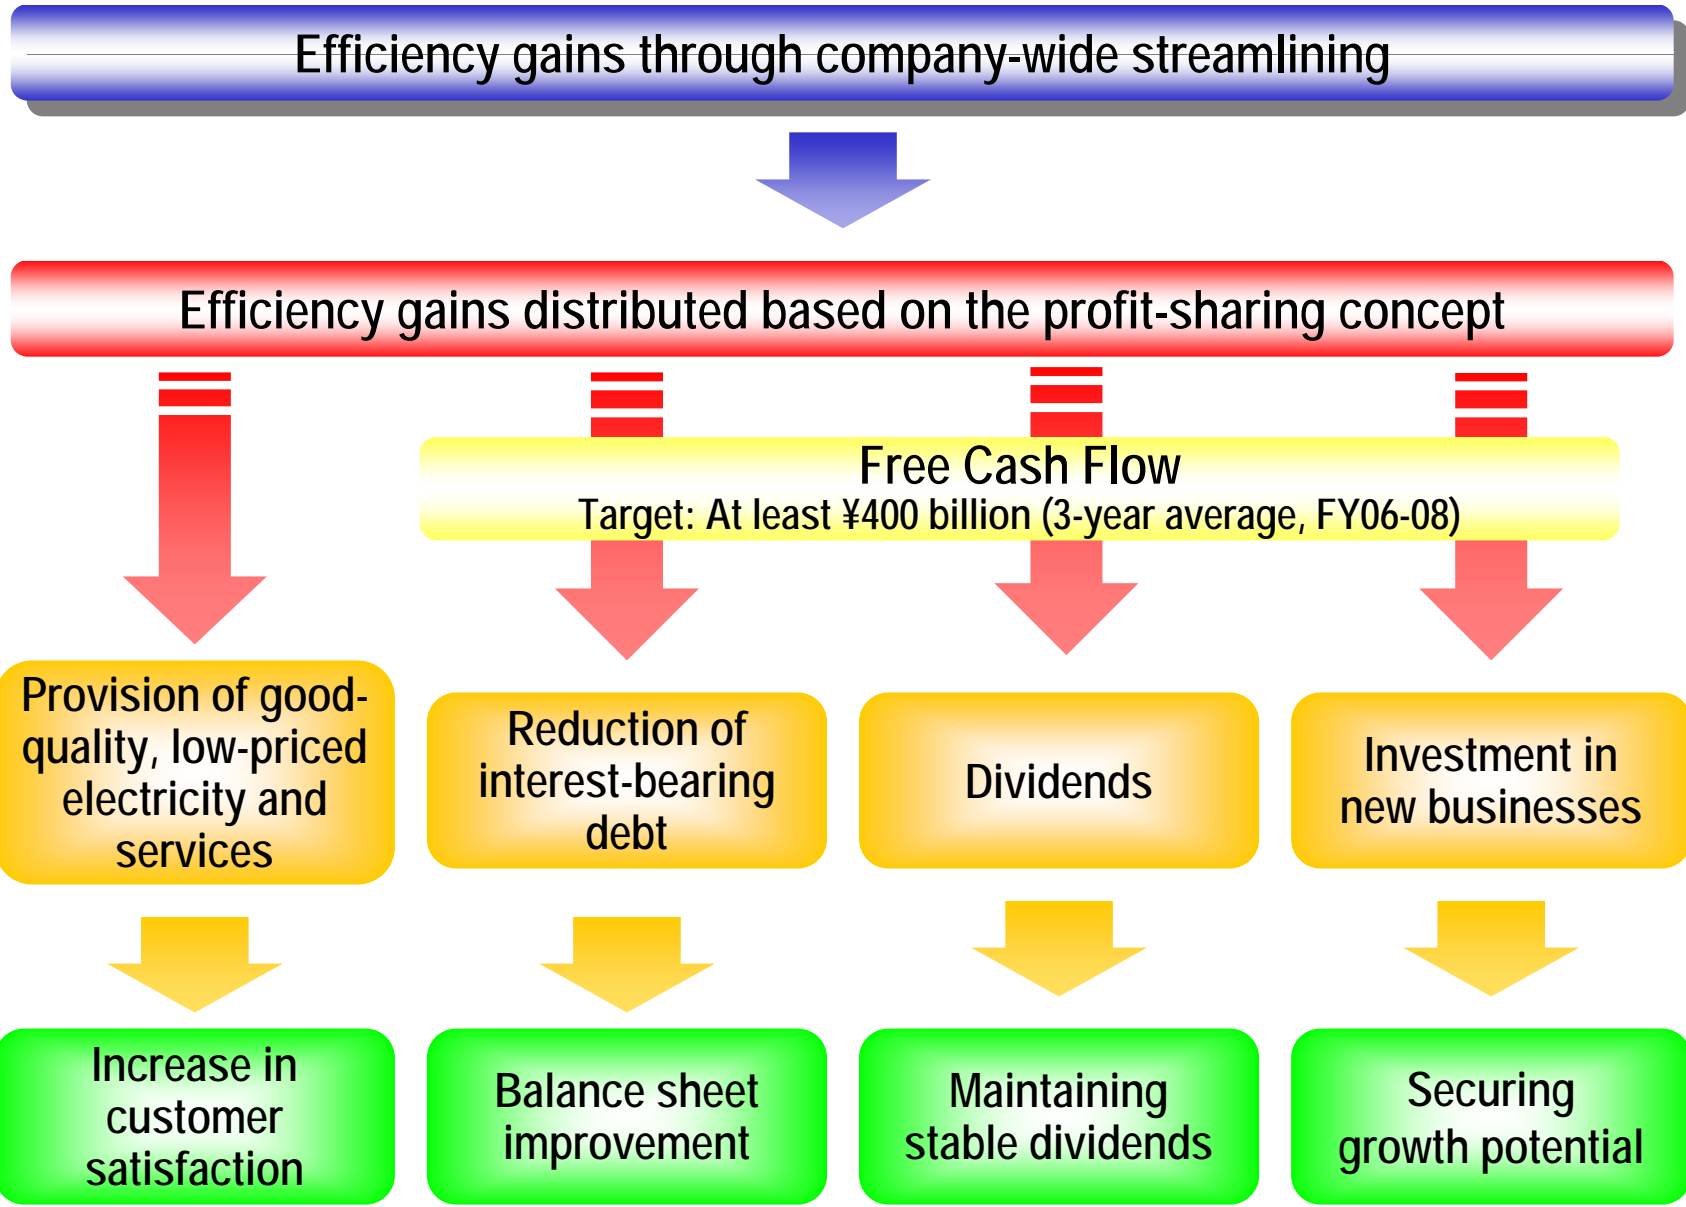 Efficiency gains through company-wide streamlining
Efficiency gains distributed based on the profit-sharing concept
Free Cash Flow
Target: At least ¥400 billion (3-year average, FY06-08)
Provision of good-
quality, low-priced
electricity and
services
Reduction of
interest-bearing
debt
Dividends
Investment in
new businesses
Increase in
customer
satisfaction
Balance sheet
improvement
Maintaining
stable dividends
Securing
growth potential